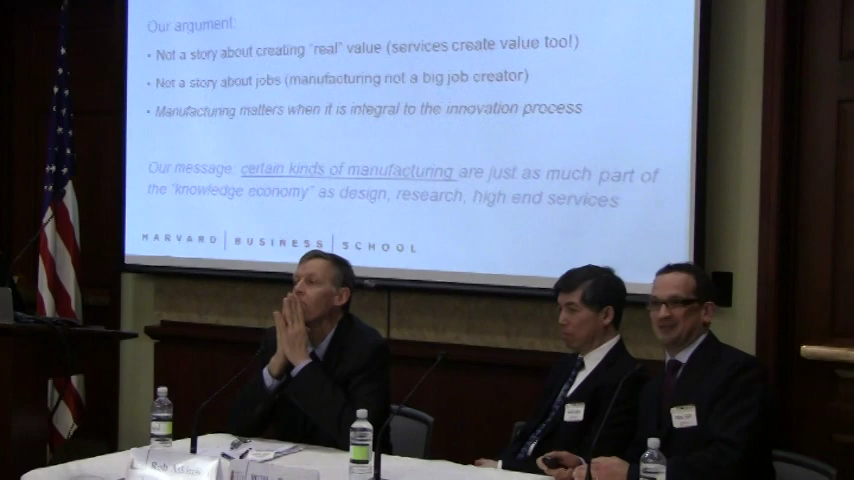 Our argument:
• Not a story about creating "real" value (services create value too!)
• Not a story about jobs (manufacturing not a big job creator)
• Manufacturing matters when it is integral to the innovation process
Our message: certain kinds of manufacturing are just as much part of
the "knowledge economy" as design, research, high end services
HARVARD | BUSINESS | SCHOOL
Rob Atkinson